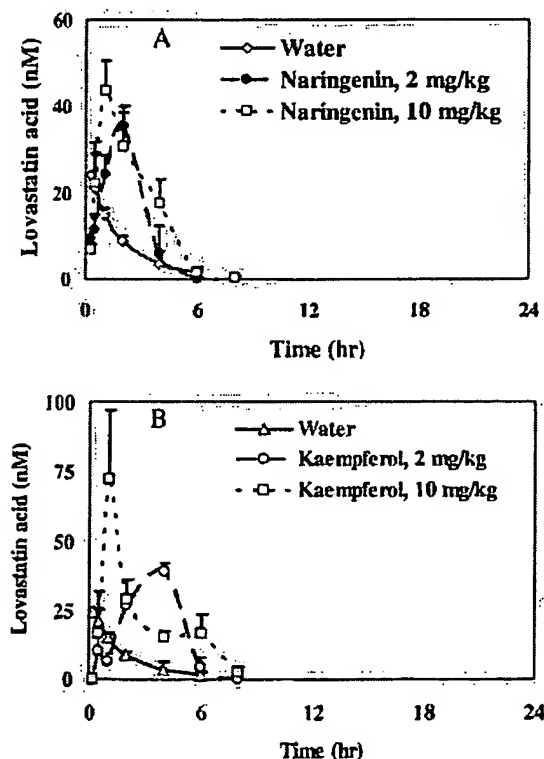 60
40
20
0
Lovastatin acid (nM)
A
Water
Naringenin, 2 mg/kg
Naringenin, 10 mg/kg
0 6 12 18 24
Time (hr)
100
75
50
25
0
Lovastatin acid (nM)
B
Water
Kaempferol, 2 mg/kg
Kaempferol, 10 mg/kg
0 6 12 18 24
Time (hr)